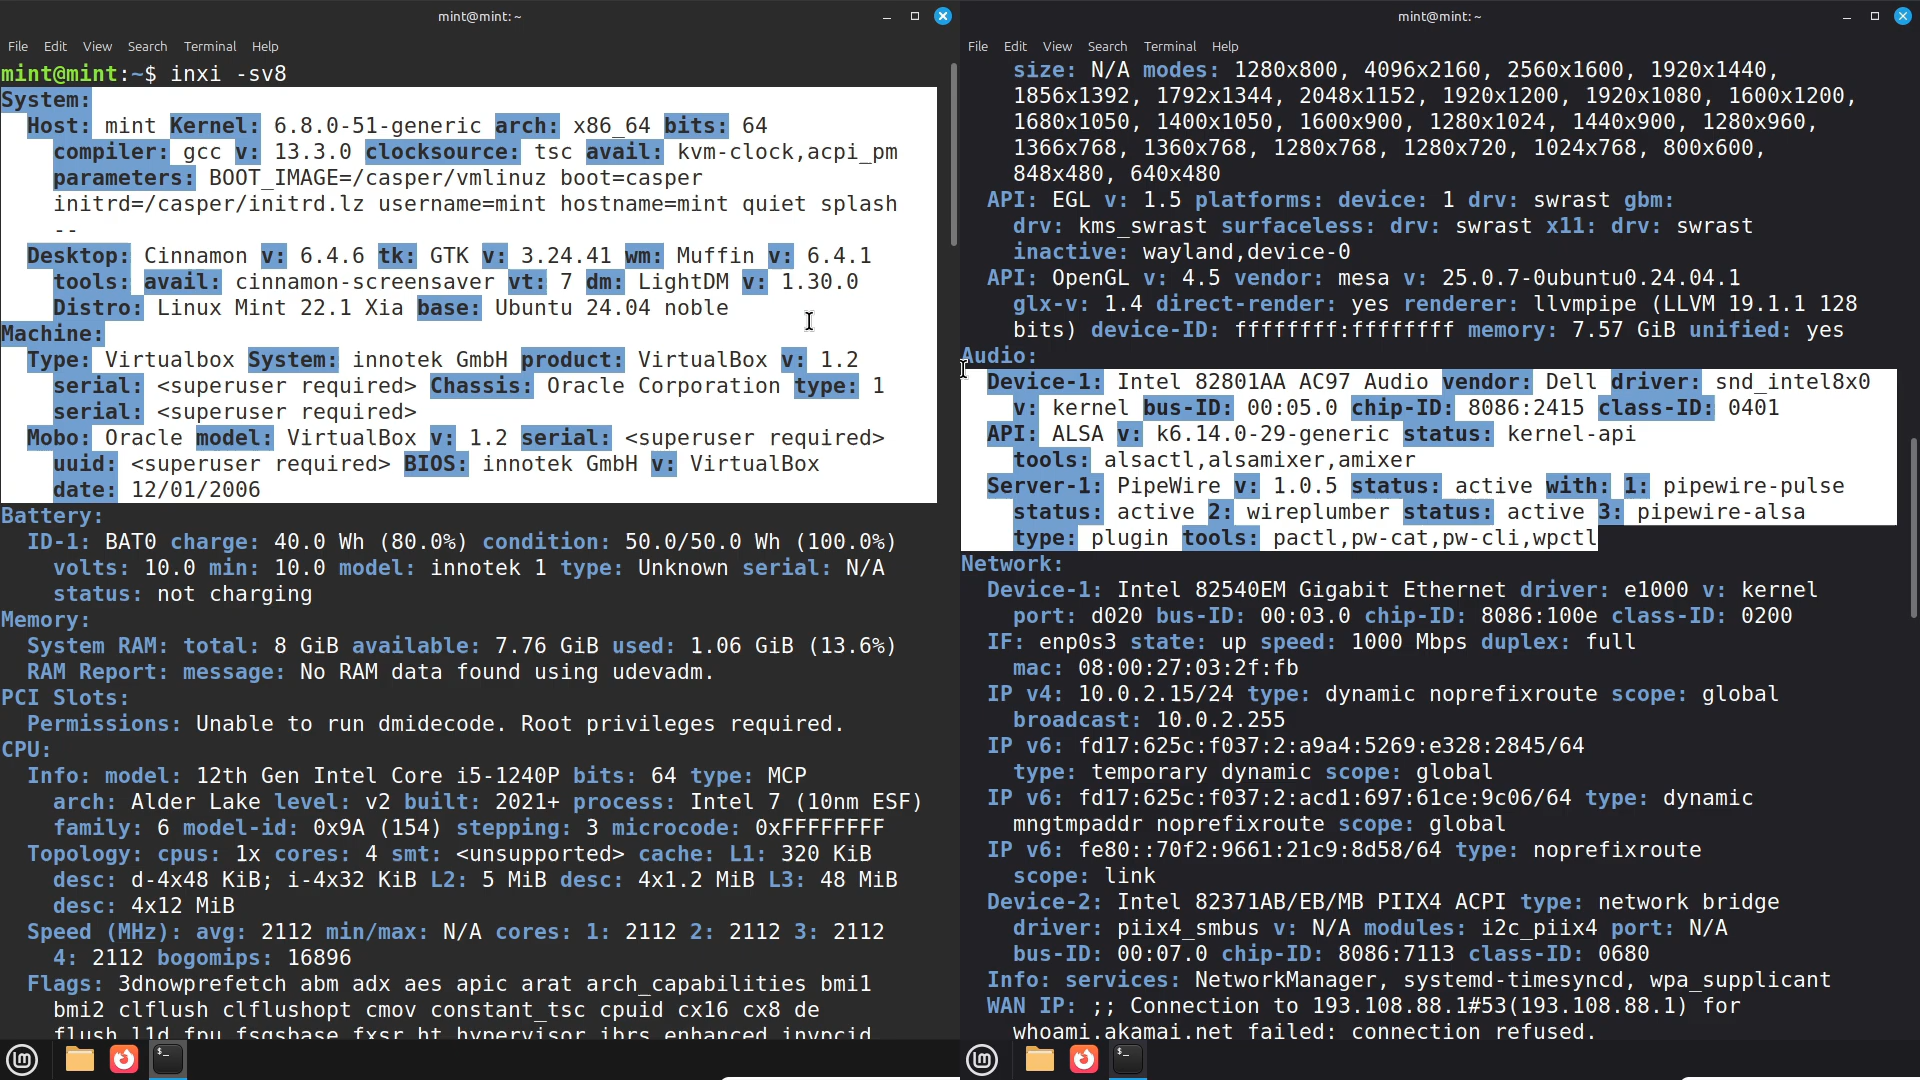 mint@mint: ~
File Edit View Search Terminal Help
mint@mint:~$ inxi -sv8
System:
Host: mint Kernel: 6.8.0-51-generic arch: x86_64 bits: 64
compiler: gcc v: 13.3.0 clocksource: tsc avail: kvm-clock,acpi_pm
parameters: BOOT_IMAGE=/casper/vmlinuz boot=casper
initrd=/casper/initrd.lz username=mint hostname=mint quiet splash
--
Desktop: Cinnamon v: 6.4.6 tk: GTK v: 3.24.41 wm: Muffin v: 6.4.1
tools: avail: cinnamon-screensaver vt: 7 dm: LightDM v: 1.30.0
Distro: Linux Mint 22.1 Xia base: Ubuntu 24.04 noble
Machine:
Type: Virtualbox System: innotek GmbH product: VirtualBox v: 1.2
serial: <superuser required> Chassis: Oracle Corporation type: 1
serial: <superuser required>
Mobo: Oracle model: VirtualBox v: 1.2 serial: <superuser required>
uuid: <superuser required> BIOS: innotek GmbH v: VirtualBox
date: 12/01/2006
Battery:
ID-1: BAT0 charge: 40.0 Wh (80.0%) condition: 50.0/50.0 Wh (100.0%)
volts: 10.0 min: 10.0 model: innotek 1 type: Unknown serial: N/A
status: not charging
Memory:
System RAM: total: 8 GiB available: 7.76 GiB used: 1.06 GiB (13.6%)
RAM Report: message: No RAM data found using udevadm.
PCI Slots:
Permissions: Unable to run dmidecode. Root privileges required.
CPU:
Info: model: 12th Gen Intel Core i5-1240P bits: 64 type: MCP
arch: Alder Lake level: v2 built: 2021+ process: Intel 7 (10nm ESF)
family: 6 model-id: 0x9A (154) stepping: 3 microcode: 0xFFFFFFFF
Topology: cpus: 1x cores: 4 smt: <unsupported> cache: L1: 320 KiB
desc: d-4x48 KiB; i-4x32 KiB L2: 5 MiB desc: 4x1.2 MiB L3: 48 MiB
desc: 4x12 MiB
Speed (MHz): avg: 2112 min/max: N/A cores: 1: 2112 2: 2112 3: 2112
4: 2112 bogomips: 16896
Flags: 3dnowprefetch abm adx aes apic arat arch_capabilities bmi1
bmi2 clflush clflushopt cmov constant_tsc cpuid cx16 cx8 de
flush_l1d fpu fsgsbase fxsr ht hypervisor ibrs_enhanced invpcid
mint@mint: ~
File Edit View Search Terminal Help
size: N/A modes: 1280x800, 4096x2160, 2560x1600, 1920x1440,
1856x1392, 1792x1344, 2048x1152, 1920x1200, 1920x1080, 1600x1200,
1680x1050, 1400x1050, 1600x900, 1280x1024, 1440x900, 1280x960,
1366x768, 1360x768, 1280x768, 1280x720, 1024x768, 800x600,
848x480, 640x480
API: EGL v: 1.5 platforms: device: 1 drv: swrast gbm:
drv: kms_swrast surfaceless: drv: swrast x11: drv: swrast
inactive: wayland,device-0
API: OpenGL v: 4.5 vendor: mesa v: 25.0.7-0ubuntu0.24.04.1
glx-v: 1.4 direct-render: yes renderer: llvmpipe (LLVM 19.1.1 128
bits) device-ID: ffffffff:ffffffff memory: 7.57 GiB unified: yes
Audio:
Device-1: Intel 82801AA AC97 Audio vendor: Dell driver: snd_intel8x0
v: kernel bus-ID: 00:05.0 chip-ID: 8086:2415 class-ID: 0401
API: ALSA v: k6.14.0-29-generic status: kernel-api
tools: alsactl,alsamixer,amixer
Server-1: PipeWire v: 1.0.5 status: active with: 1: pipewire-pulse
status: active 2: wireplumber status: active 3: pipewire-alsa
type: plugin tools: pactl,pw-cat,pw-cli,wpctl
Network:
Device-1: Intel 82540EM Gigabit Ethernet driver: e1000 v: kernel
port: d020 bus-ID: 00:03.0 chip-ID: 8086:100e class-ID: 0200
IF: enp0s3 state: up speed: 1000 Mbps duplex: full
mac: 08:00:27:03:2f:fb
IP v4: 10.0.2.15/24 type: dynamic noprefixroute scope: global
broadcast: 10.0.2.255
IP v6: fd17:625c:f037:2:a9a4:5269:e328:2845/64
type: temporary dynamic scope: global
IP v6: fd17:625c:f037:2:acd1:697:61ce:9c06/64 type: dynamic
mngtmpaddr noprefixroute scope: global
IP v6: fe80::70f2:9661:21c9:8d58/64 type: noprefixroute
scope: link
Device-2: Intel 82371AB/EB/MB PIIX4 ACPI type: network bridge
driver: piix4_smbus v: N/A modules: i2c_piix4 port: N/A
bus-ID: 00:07.0 chip-ID: 8086:7113 class-ID: 0680
Info: services: NetworkManager, systemd-timesyncd, wpa_supplicant
WAN IP: ;; Connection to 193.108.88.1#53(193.108.88.1) for
whoami.akamai.net failed: connection refused.